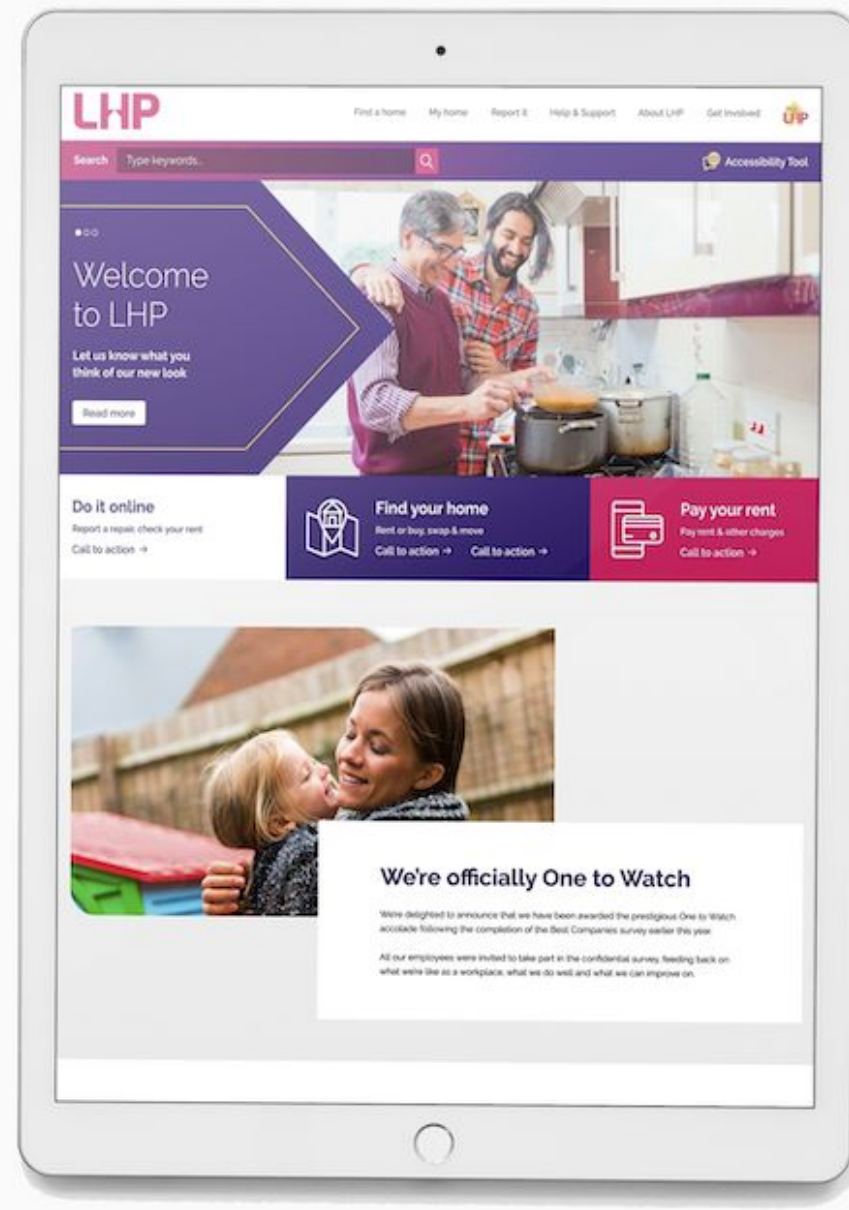 LHP
Find a home My home Report it Help & Support About LHP Get Involved LHP
Search Type keywords... Accessibility Tool
Welcome
to LHP
Let us know what you
think of our new look
Read more
Do it online
Report a repair, check your rent
Call to action →
Find your home
Rent or buy, swap & move
Call to action → Call to action →
Pay your rent
Pay rent & other charges
Call to action →
We're officially One to Watch
We're delighted to announce that we have been awarded the prestigious One to Watch
accolade following the completion of the Best Companies survey earlier this year.
All our employees were invited to take part in the confidential survey, feeding back on
what we're like as a workplace, what we do well and what we can improve on.